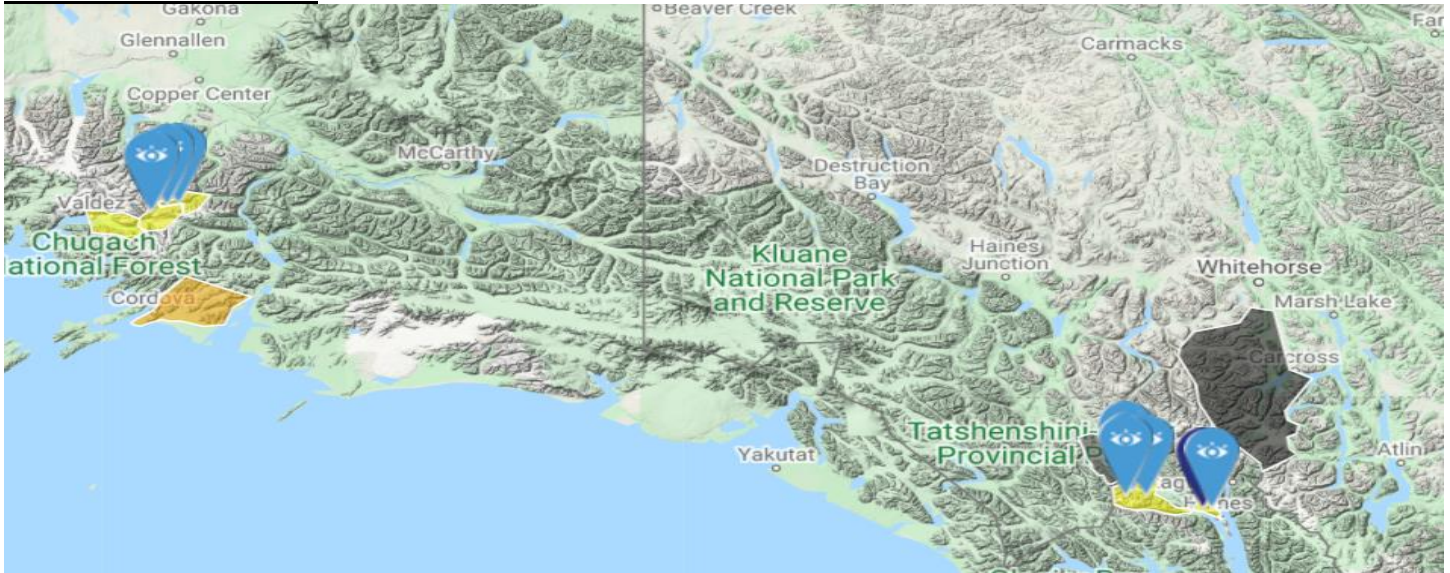 Gakona
Glennallen
Copper Center
Valdez
Chugach
ational Forest
Cordova
McCarthy
Beaver Creek
Carmacks
Destruction
Bay
Kluane
National Park
and Reserve
Haines
Junction
Whitehorse
Marsh Lake
Carcross
Tatshenshini-
Provincial P
Yakutat
Atlin